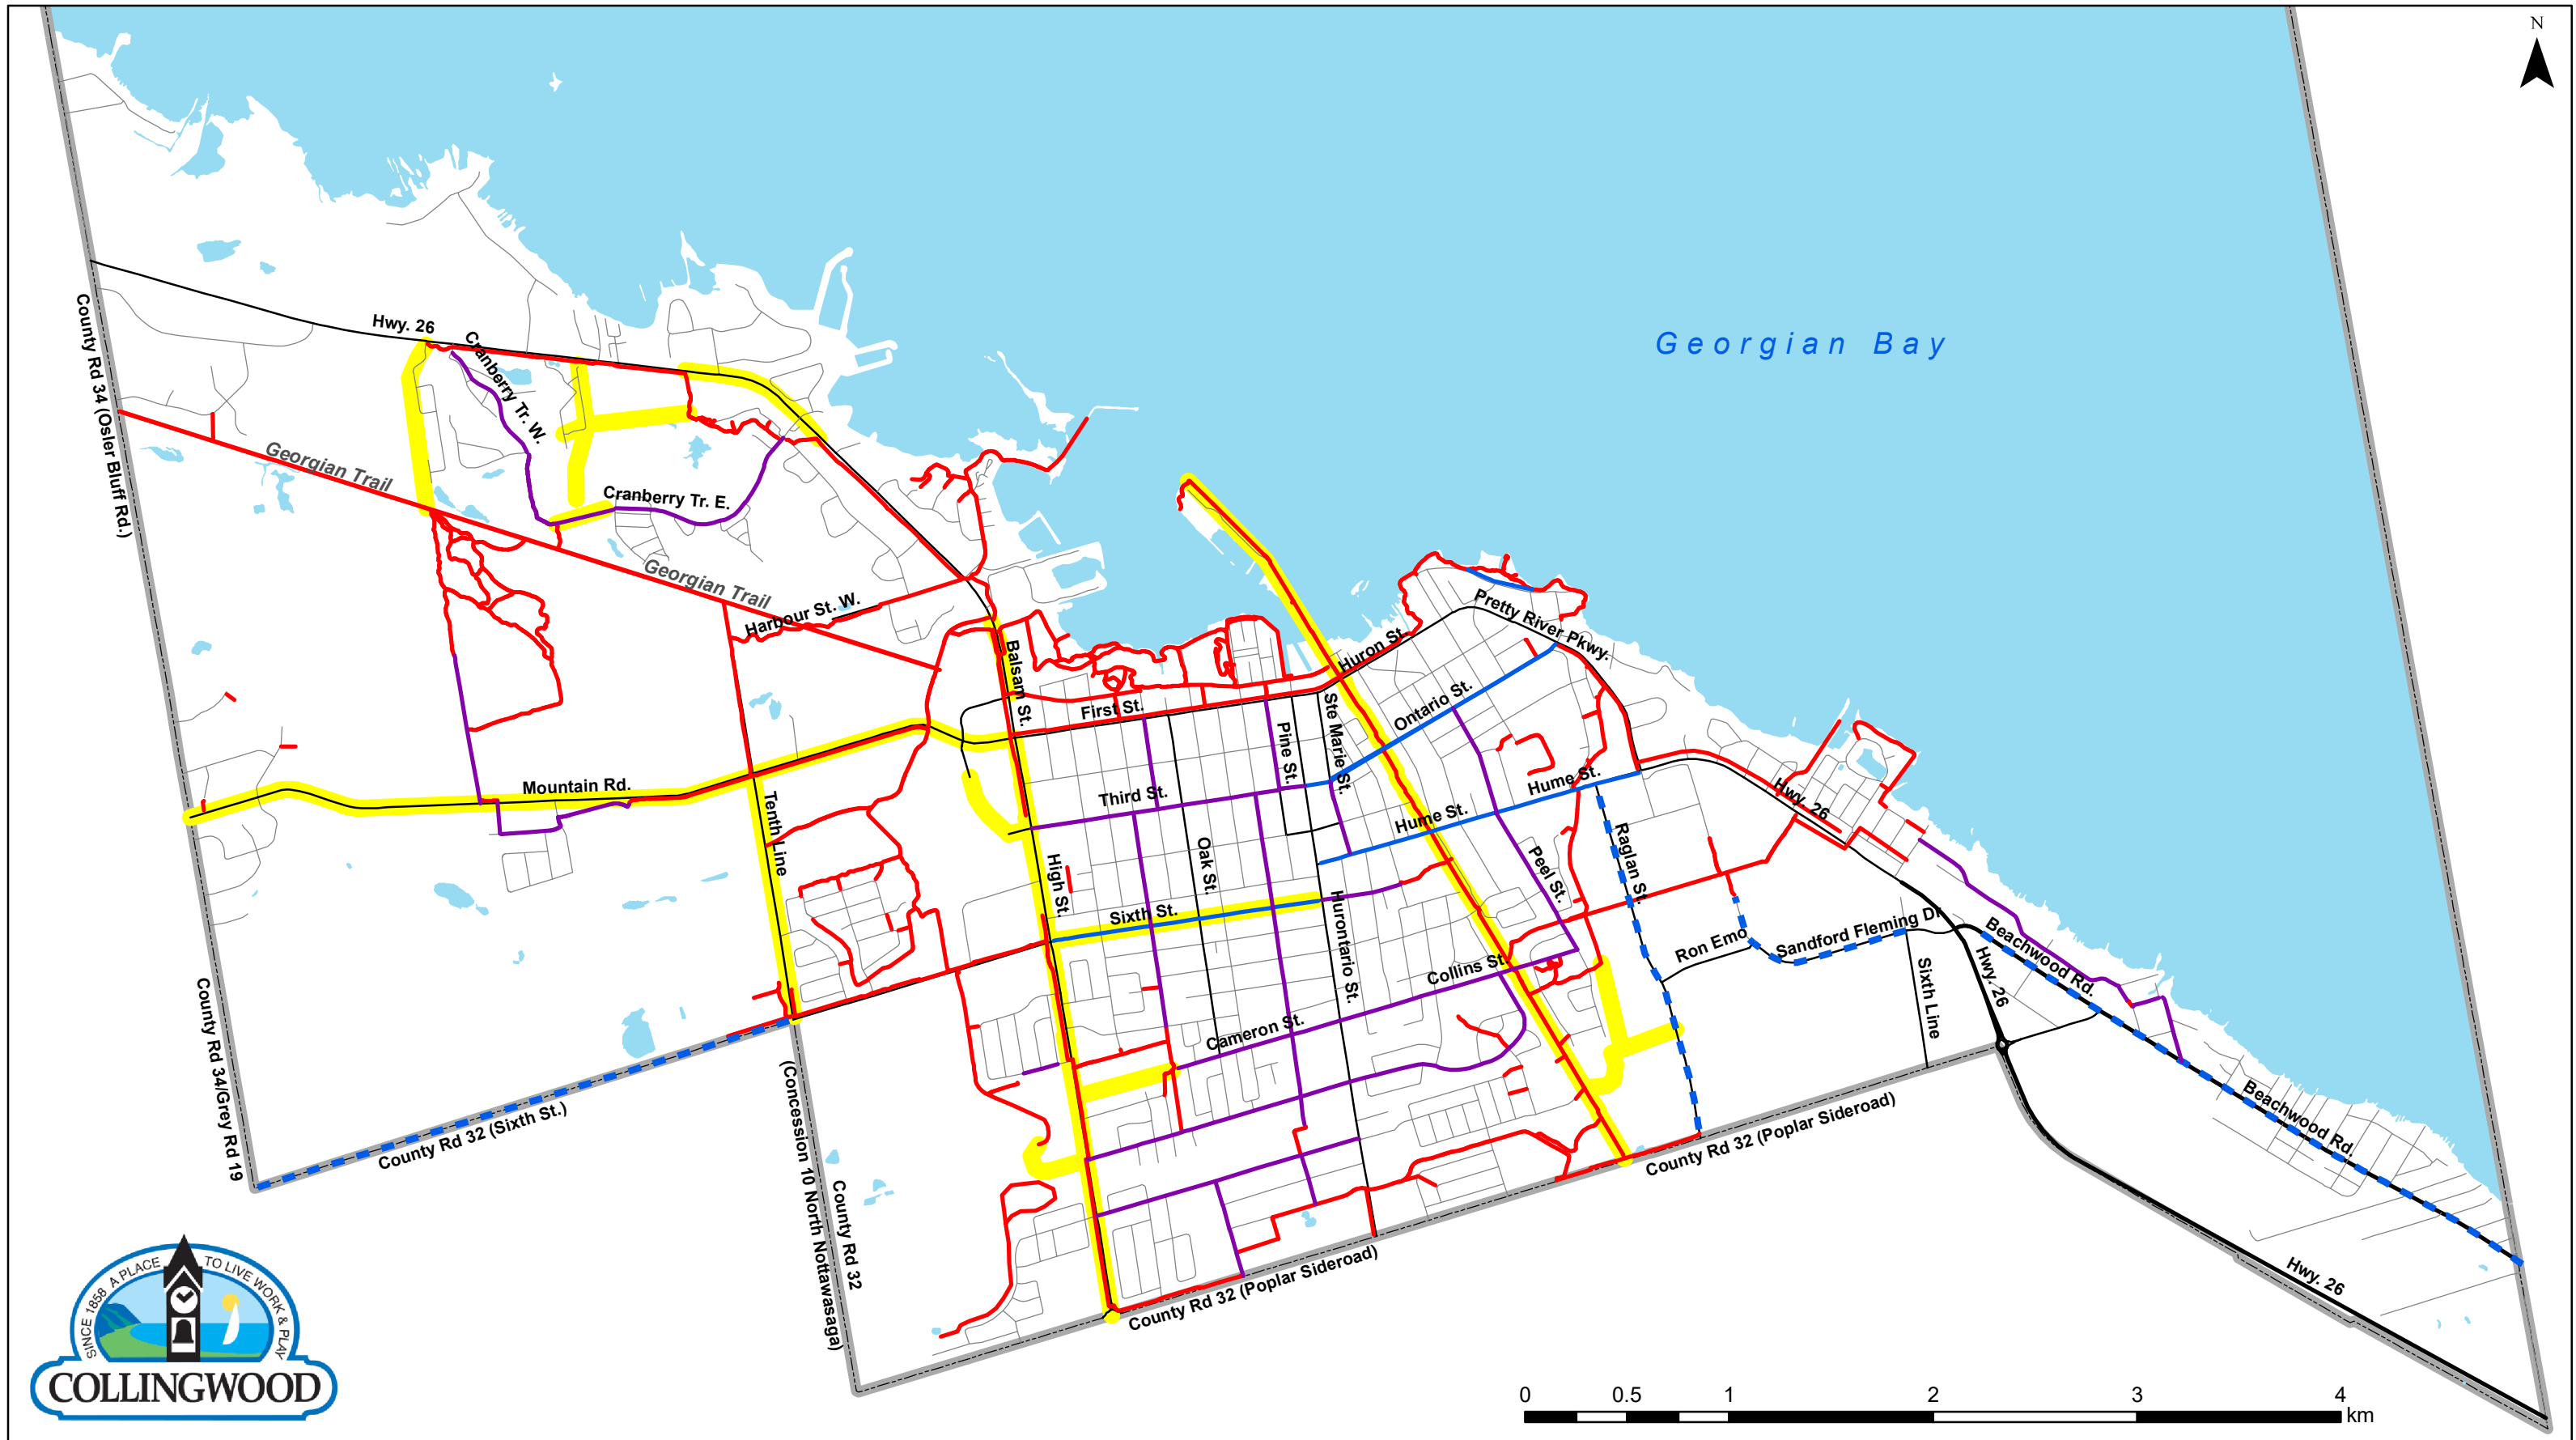 N
Georgian Bay
Hwy. 26
Cranberry Tr. W.
County Rd 34 (Osler Bluff Rd.)
Georgian Trail
Cranberry Tr. E.
Georgian Trail
Harbour St. W.
Pretty River Pkwy.
Huron St.
Balsam St.
First St.
Ste Marie St.
Ontario St.
Pine St.
Mountain Rd.
Third St.
Hume St.
Hume St.
Hwy. 26
Tenth Line
Oak St.
High St.
Peel St.
Raglan St.
Sixth St.
Hurontario St.
Ron Emo
Sandford Fleming Dr
Beachwood Rd.
Collins St.
Hwy. 26
Sixth Line
Cameron St.
County Rd 34/Grey Rd 19
County Rd 32 (Sixth St.)
(Concession 10 North Nottawasaga)
County Rd 32
County Rd 32 (Poplar Sideroad)
Beachwood Rd.
County Rd 32 (Poplar Sideroad)
Hwy. 26
SINCE 1858 A PLACE TO LIVE WORK & PLAY
COLLINGWOOD
0 0.5 1 2 3 4
km